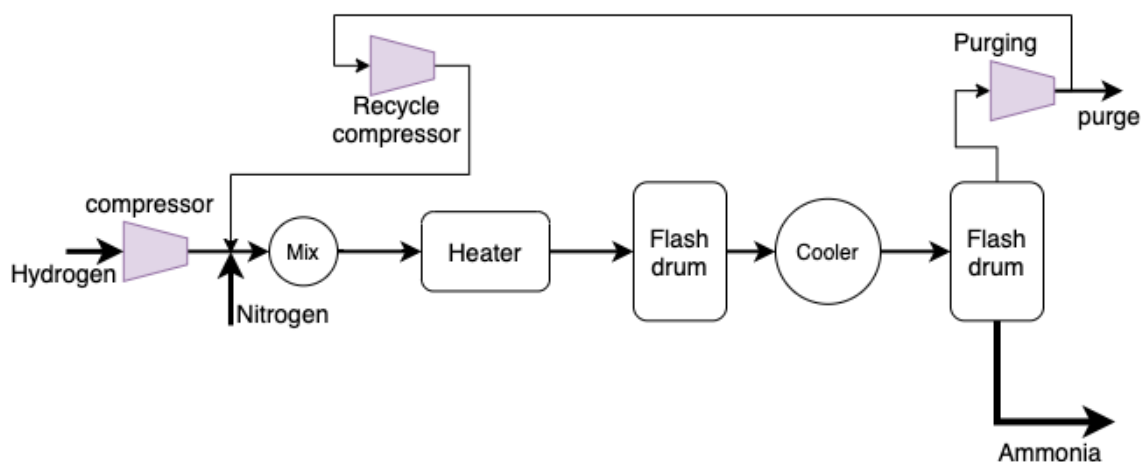 Purging
Recycle
compressor
purge
compressor
Hydrogen
Mix
Heater
Flash
drum
Cooler
Flash
drum
Nitrogen
Ammonia